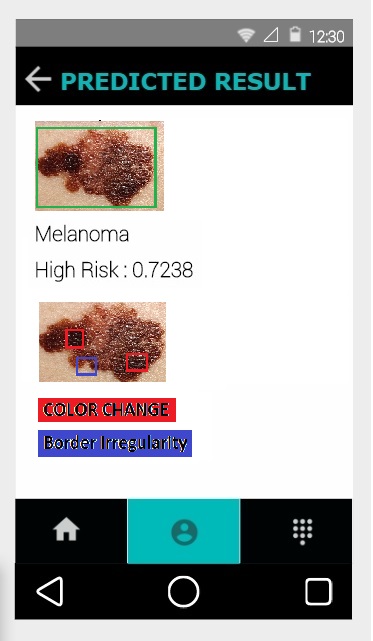 12:30
PREDICTED RESULT
Melanoma
High Risk : 0.7238
COLOR CHANGE
Border Irregularity